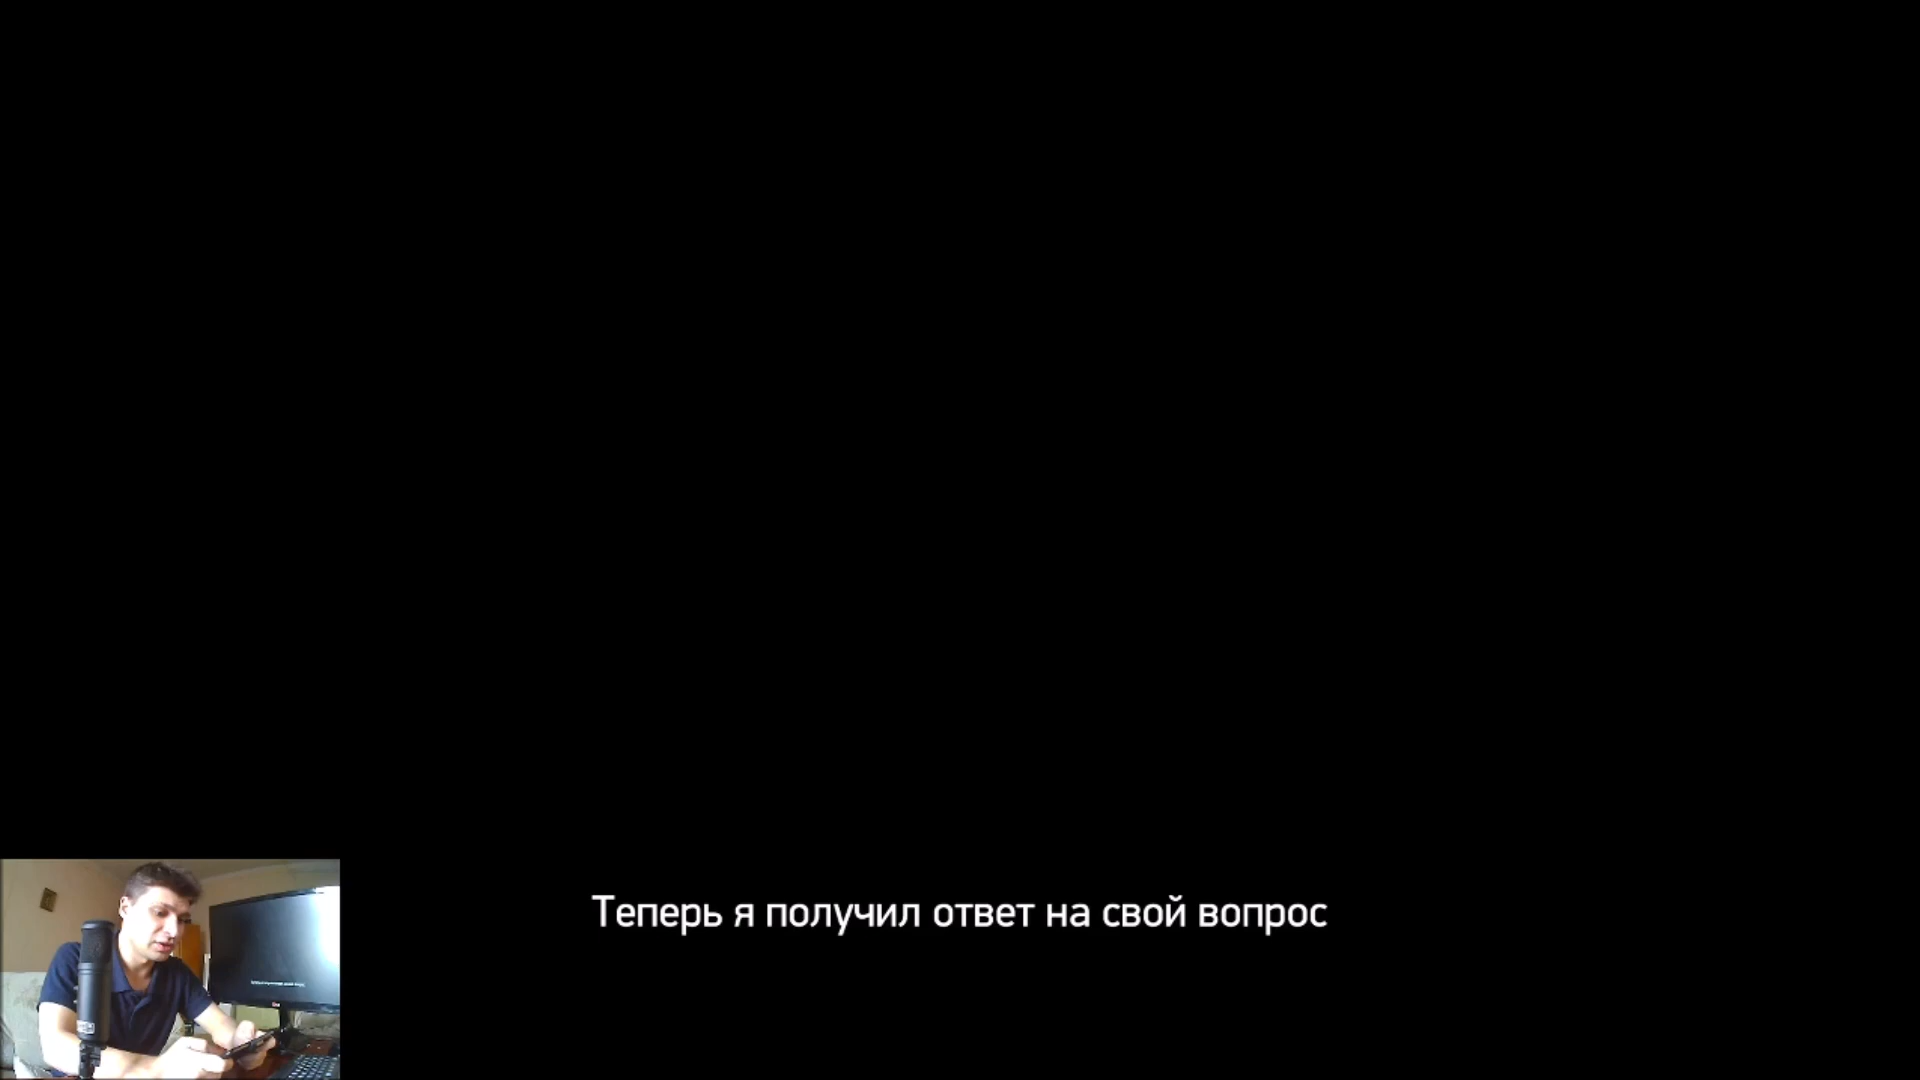 Теперь я получил ответ на свой вопрос